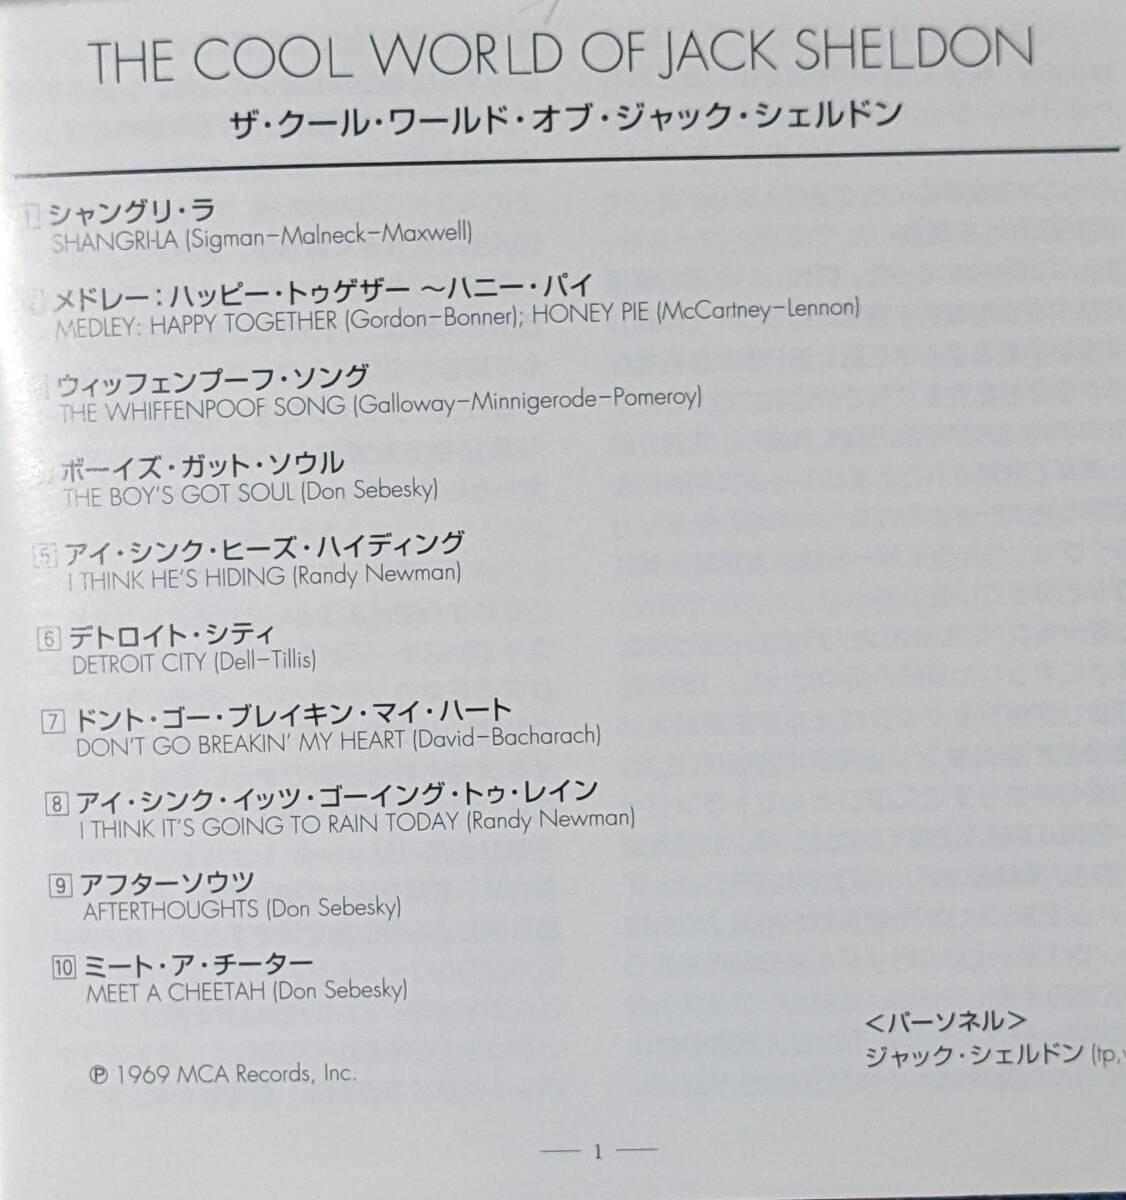 THE COOL WORLD OF JACK SHELDON
ザ・クール・ワールド・オブ・ジャック・シェルドン
1 シャングリ・ラ
SHANGRI-LA (Sigman–Malneck–Maxwell)
メドレー：ハッピー・トゥゲザー 〜ハニー・パイ
MEDLEY: HAPPY TOGETHER (Gordon–Bonner); HONEY PIE (McCartney–Lennon)
ウィッフェンプーフ・ソング
THE WHIFFENPOOF SONG (Galloway–Minnigerode–Pomeroy)
ボーイズ・ガット・ソウル
THE BOY'S GOT SOUL (Don Sebesky)
5 アイ・シンク・ヒーズ・ハイディング
I THINK HE'S HIDING (Randy Newman)
6 デトロイト・シティ
DETROIT CITY (Dell–Tillis)
7 ドント・ゴー・ブレイキン・マイ・ハート
DON'T GO BREAKIN' MY HEART (David–Bacharach)
8 アイ・シンク・イッツ・ゴーイング・トゥ・レイン
I THINK IT'S GOING TO RAIN TODAY (Randy Newman)
9 アフターソウツ
AFTERTHOUGHTS (Don Sebesky)
10 ミート・ア・チーター
MEET A CHEETAH (Don Sebesky)
＜パーソネル＞
ジャック・シェルドン (tp,
℗ 1969 MCA Records, Inc.
— 1 —